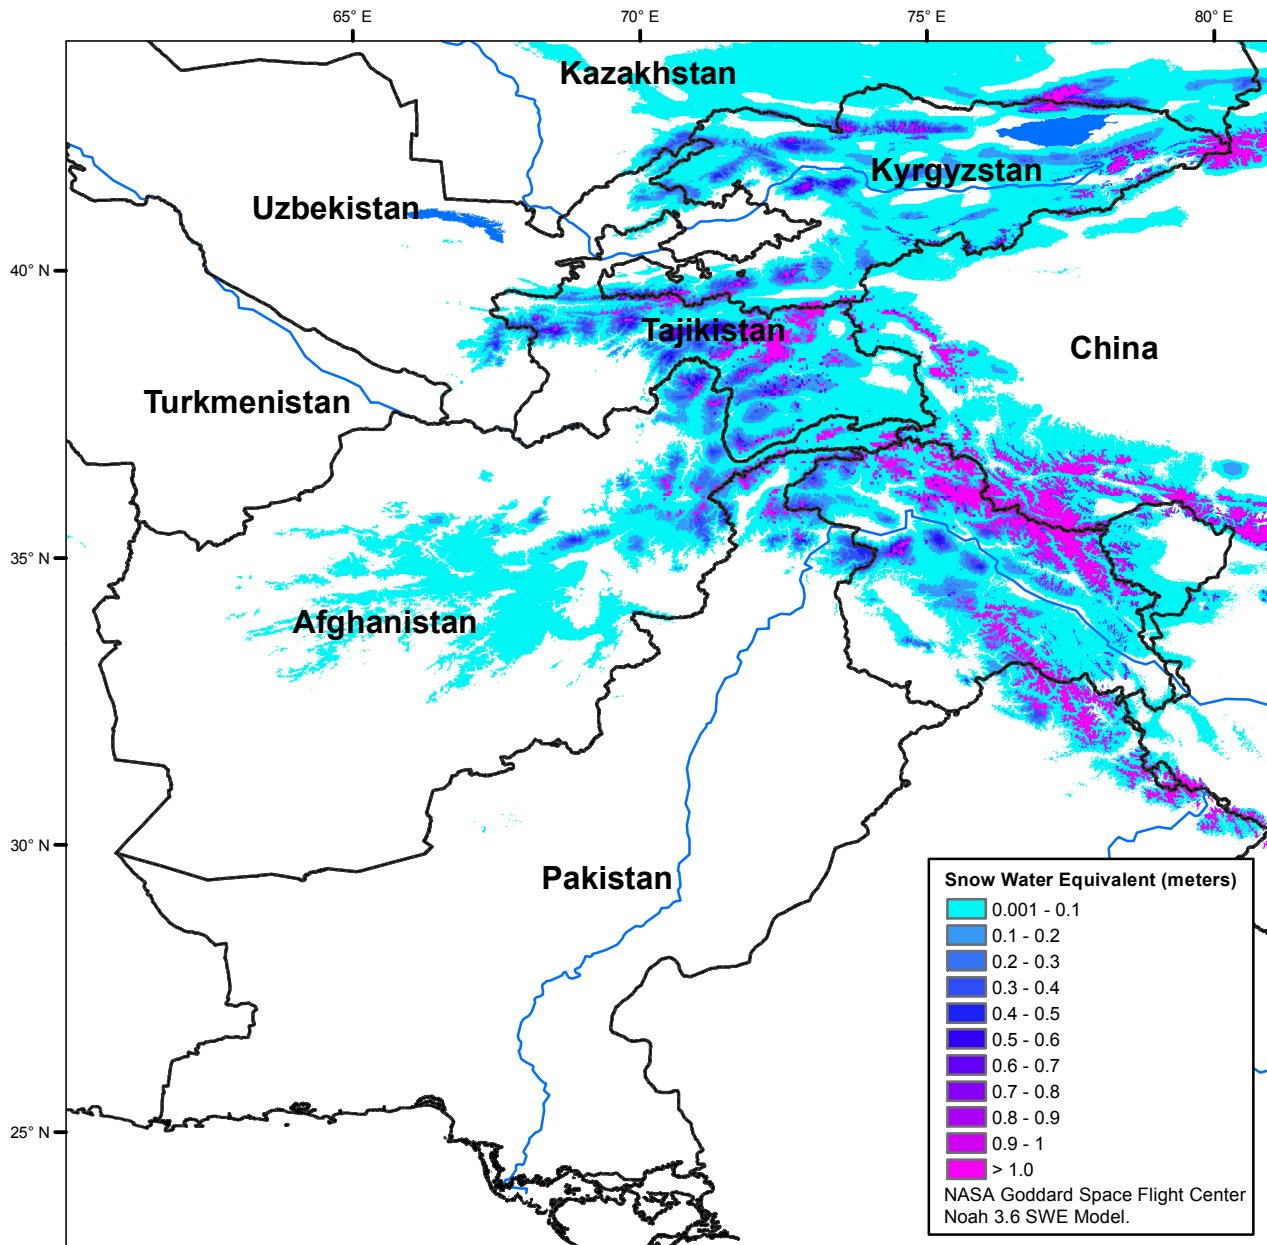 65° E
70° E
75° E
80° E
Kazakhstan
Kyrgyzstan
Uzbekistan
40° N
Tajikistan
China
Turkmenistan
35° N
Afghanistan
30° N
Pakistan
25° N
Snow Water Equivalent (meters)
0.001 - 0.1
0.1 - 0.2
0.2 - 0.3
0.3 - 0.4
0.4 - 0.5
0.5 - 0.6
0.6 - 0.7
0.7 - 0.8
0.8 - 0.9
0.9 - 1
> 1.0
NASA Goddard Space Flight Center
Noah 3.6 SWE Model.